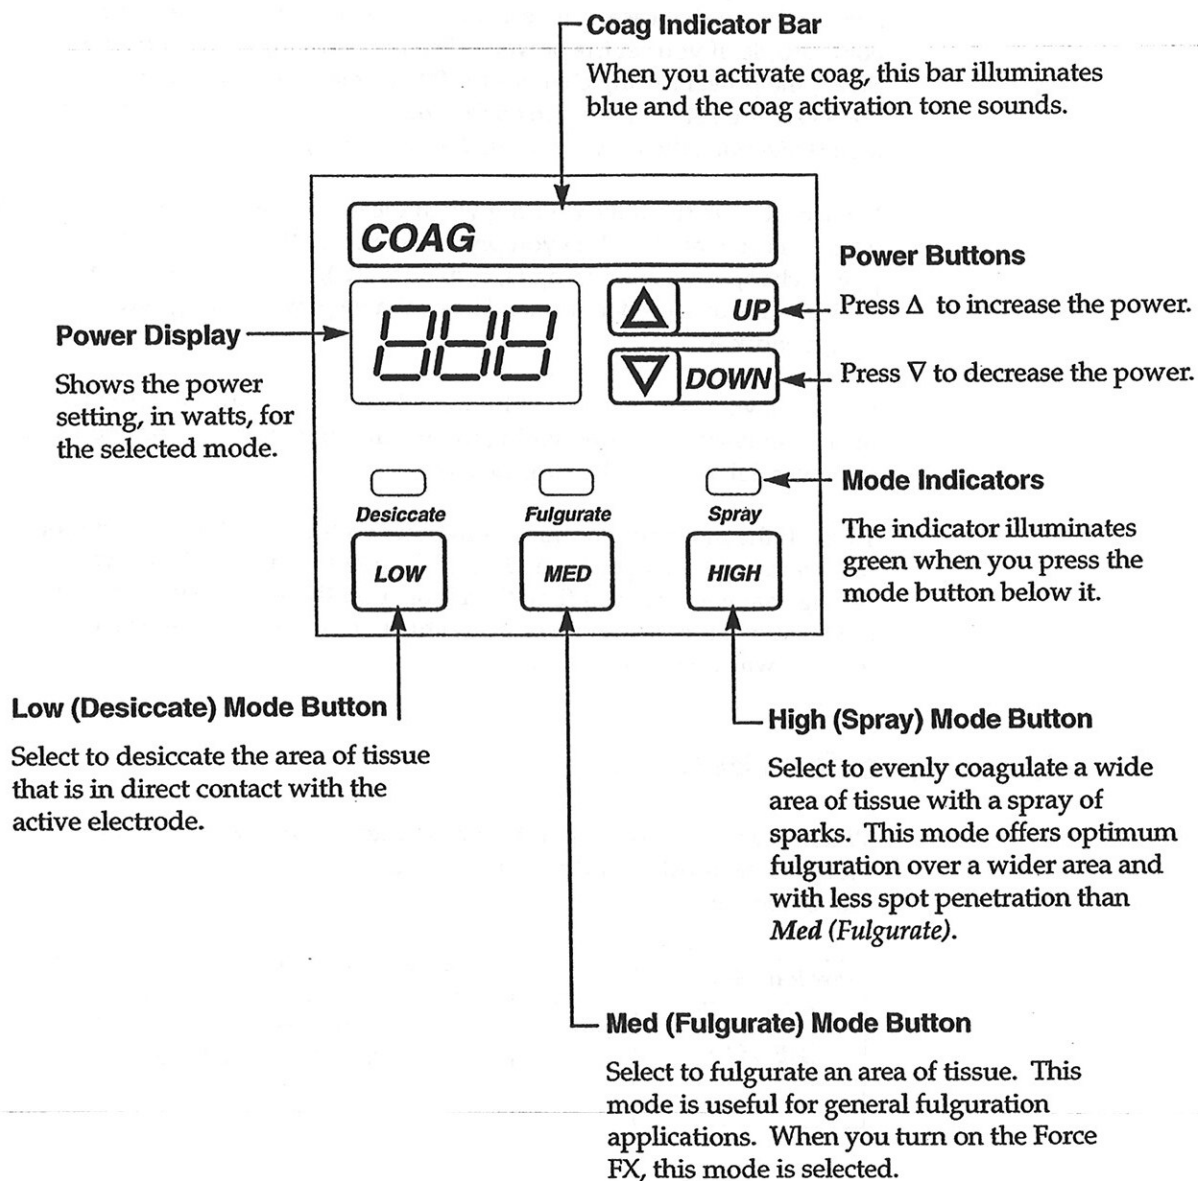 Coag Indicator Bar
When you activate coag, this bar illuminates
blue and the coag activation tone sounds.
COAG
Power Display
Shows the power
setting, in watts, for
the selected mode.
888
UP
DOWN
Power Buttons
Press Δ to increase the power.
Press ∇ to decrease the power.
Desiccate
Fulgurate
Spray
LOW
MED
HIGH
Mode Indicators
The indicator illuminates
green when you press the
mode button below it.
Low (Desiccate) Mode Button
Select to desiccate the area of tissue
that is in direct contact with the
active electrode.
High (Spray) Mode Button
Select to evenly coagulate a wide
area of tissue with a spray of
sparks. This mode offers optimum
fulguration over a wider area and
with less spot penetration than
Med (Fulgurate).
Med (Fulgurate) Mode Button
Select to fulgurate an area of tissue. This
mode is useful for general fulguration
applications. When you turn on the Force
FX, this mode is selected.